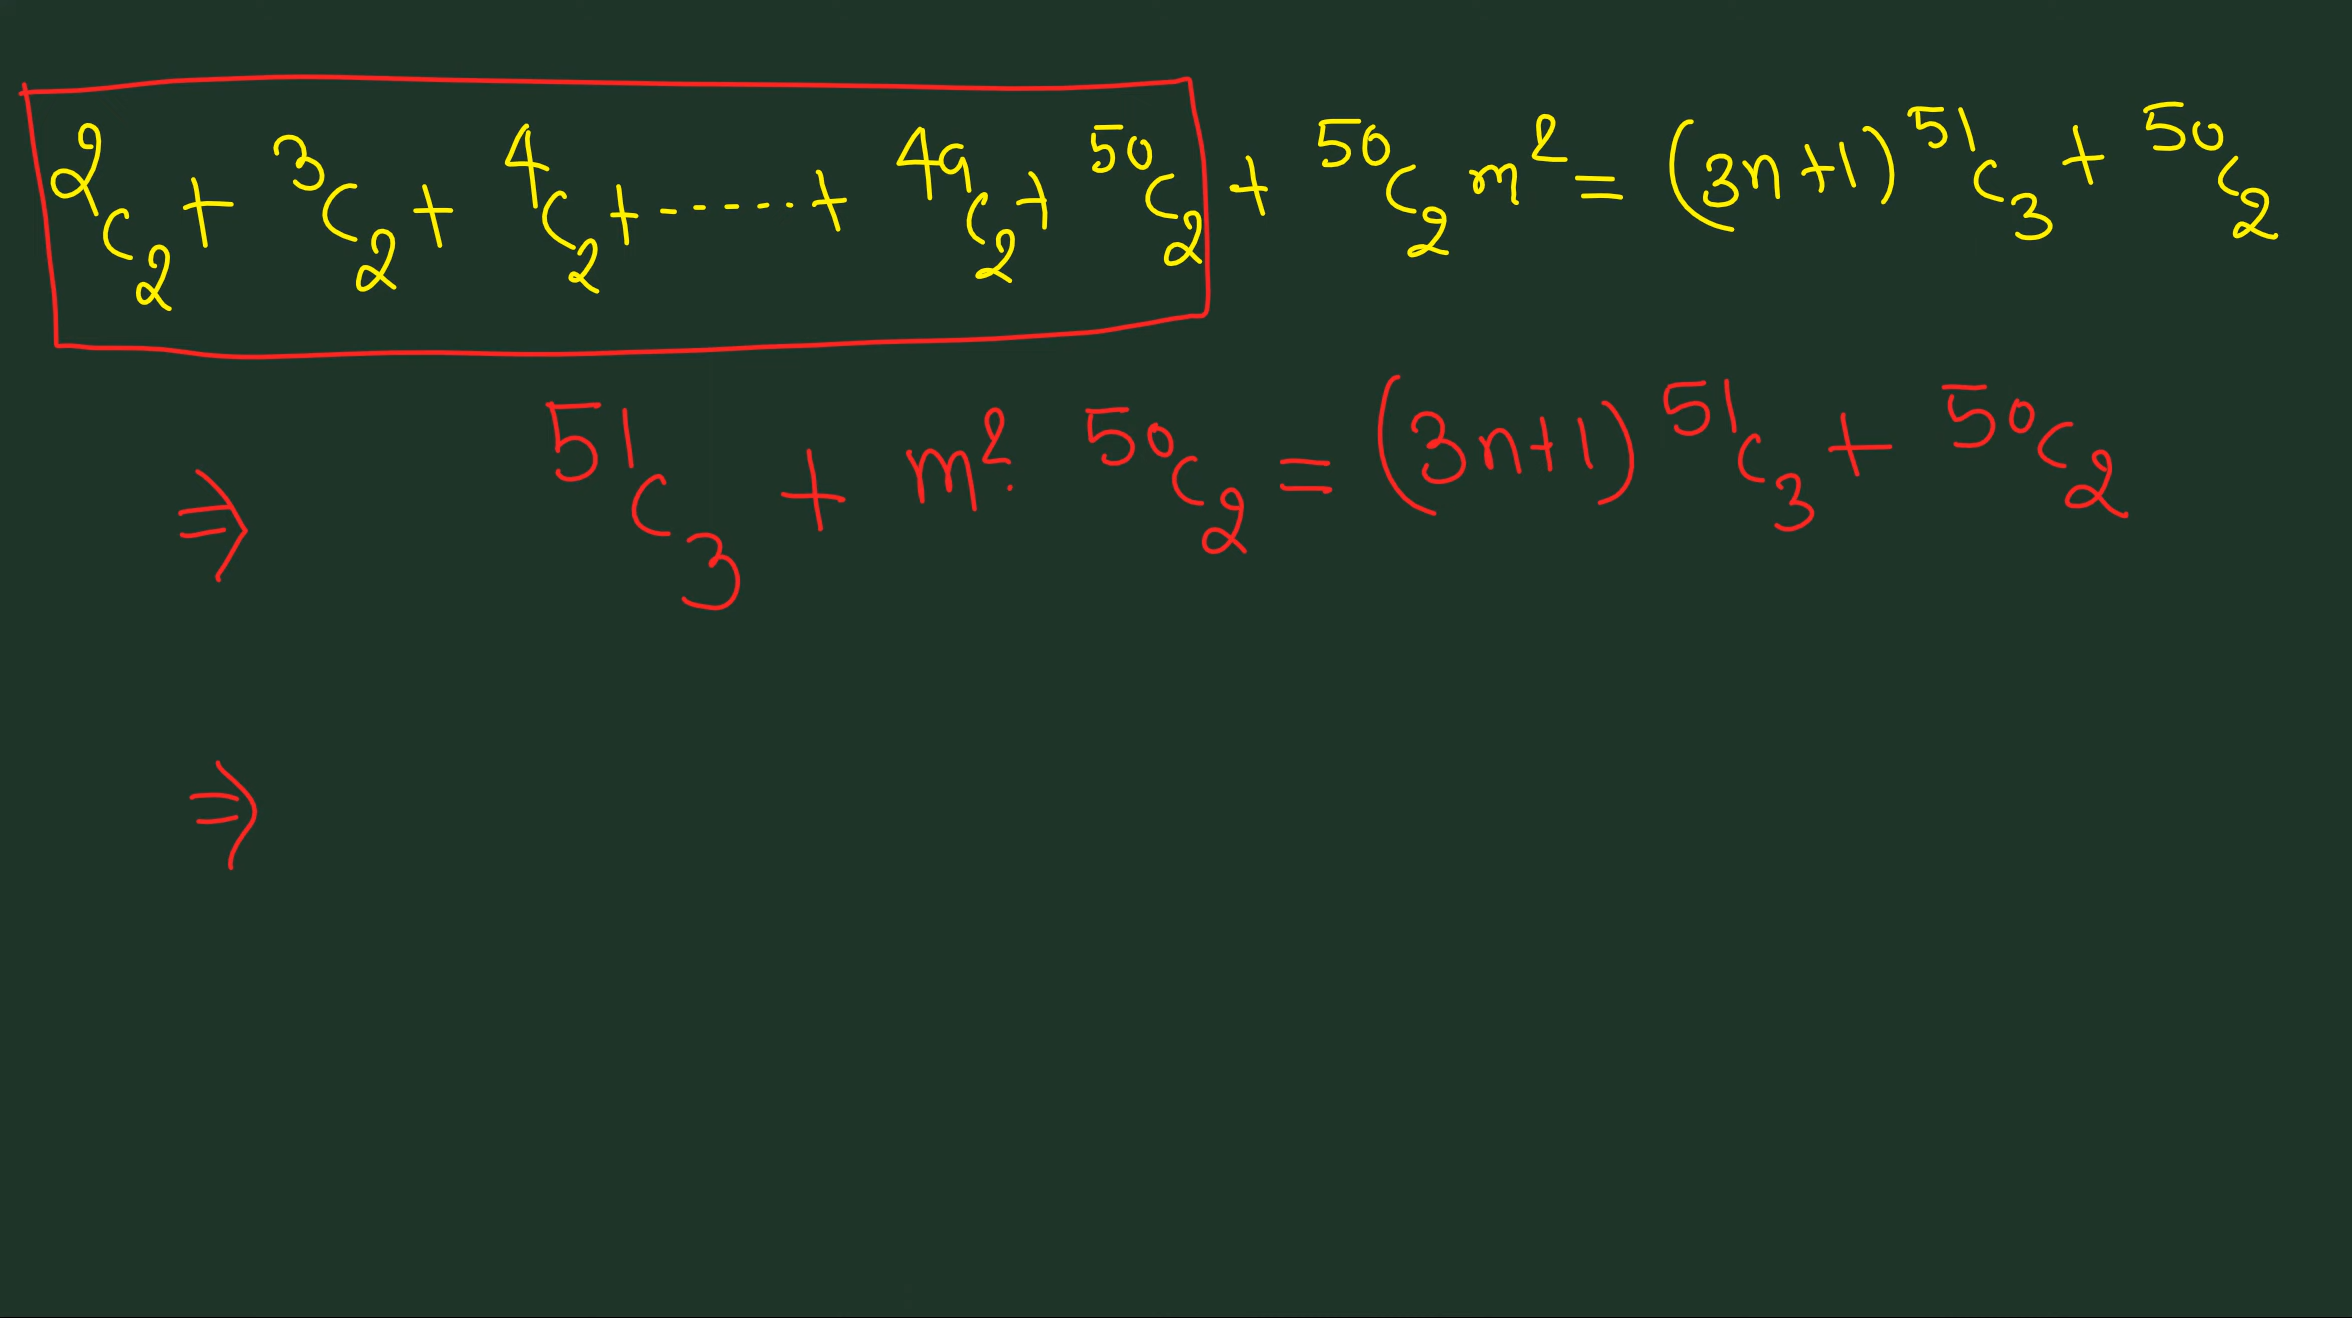 ²C₂ + ³C₂ + ⁴C₂ + ------- + ⁴⁹C₂ + ⁵⁰C₂ + ⁵⁰C₂ m² = (3n+1) ⁵¹C₃ + ⁵⁰C₂
⇒ ⁵¹C₃ + m². ⁵⁰C₂ = (3n+1) ⁵¹C₃ + ⁵⁰C₂
⇒